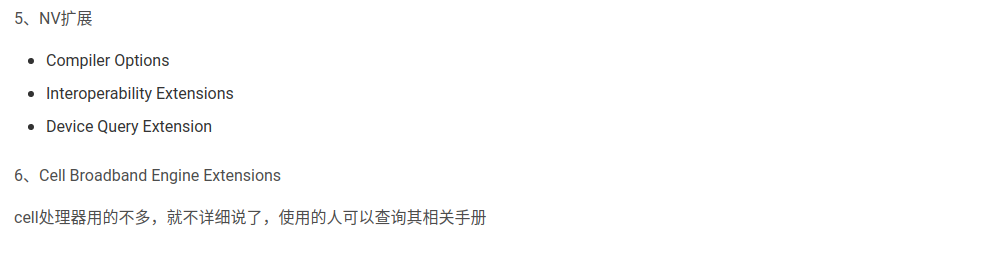 5、NV扩展
Compiler Options
Interoperability Extensions
Device Query Extension
6、Cell Broadband Engine Extensions
cell处理器用的不多，就不详细说了，使用的人可以查询其相关手册